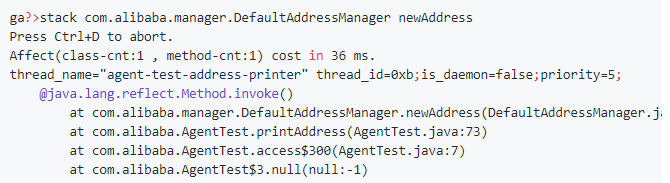 ga?>stack com.alibaba.manager.DefaultAddressManager newAddress
Press Ctrl+D to abort.
Affect(class-cnt:1 , method-cnt:1) cost in 36 ms.
thread_name="agent-test-address-printer" thread_id=0xb;is_daemon=false;priority=5;
@java.lang.reflect.Method.invoke()
at com.alibaba.manager.DefaultAddressManager.newAddress(DefaultAddressManager.j
at com.alibaba.AgentTest.printAddress(AgentTest.java:73)
at com.alibaba.AgentTest.access$300(AgentTest.java:7)
at com.alibaba.AgentTest$3.null(null:-1)